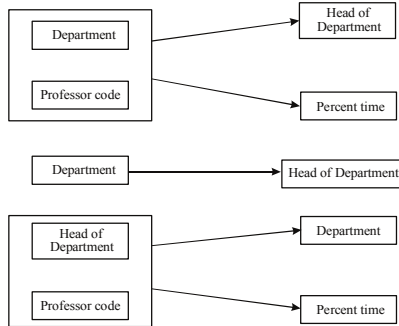 Department
Head of
Department
Professor code
Percent time
Department
Head of Department
Head of
Department
Department
Professor code
Percent time